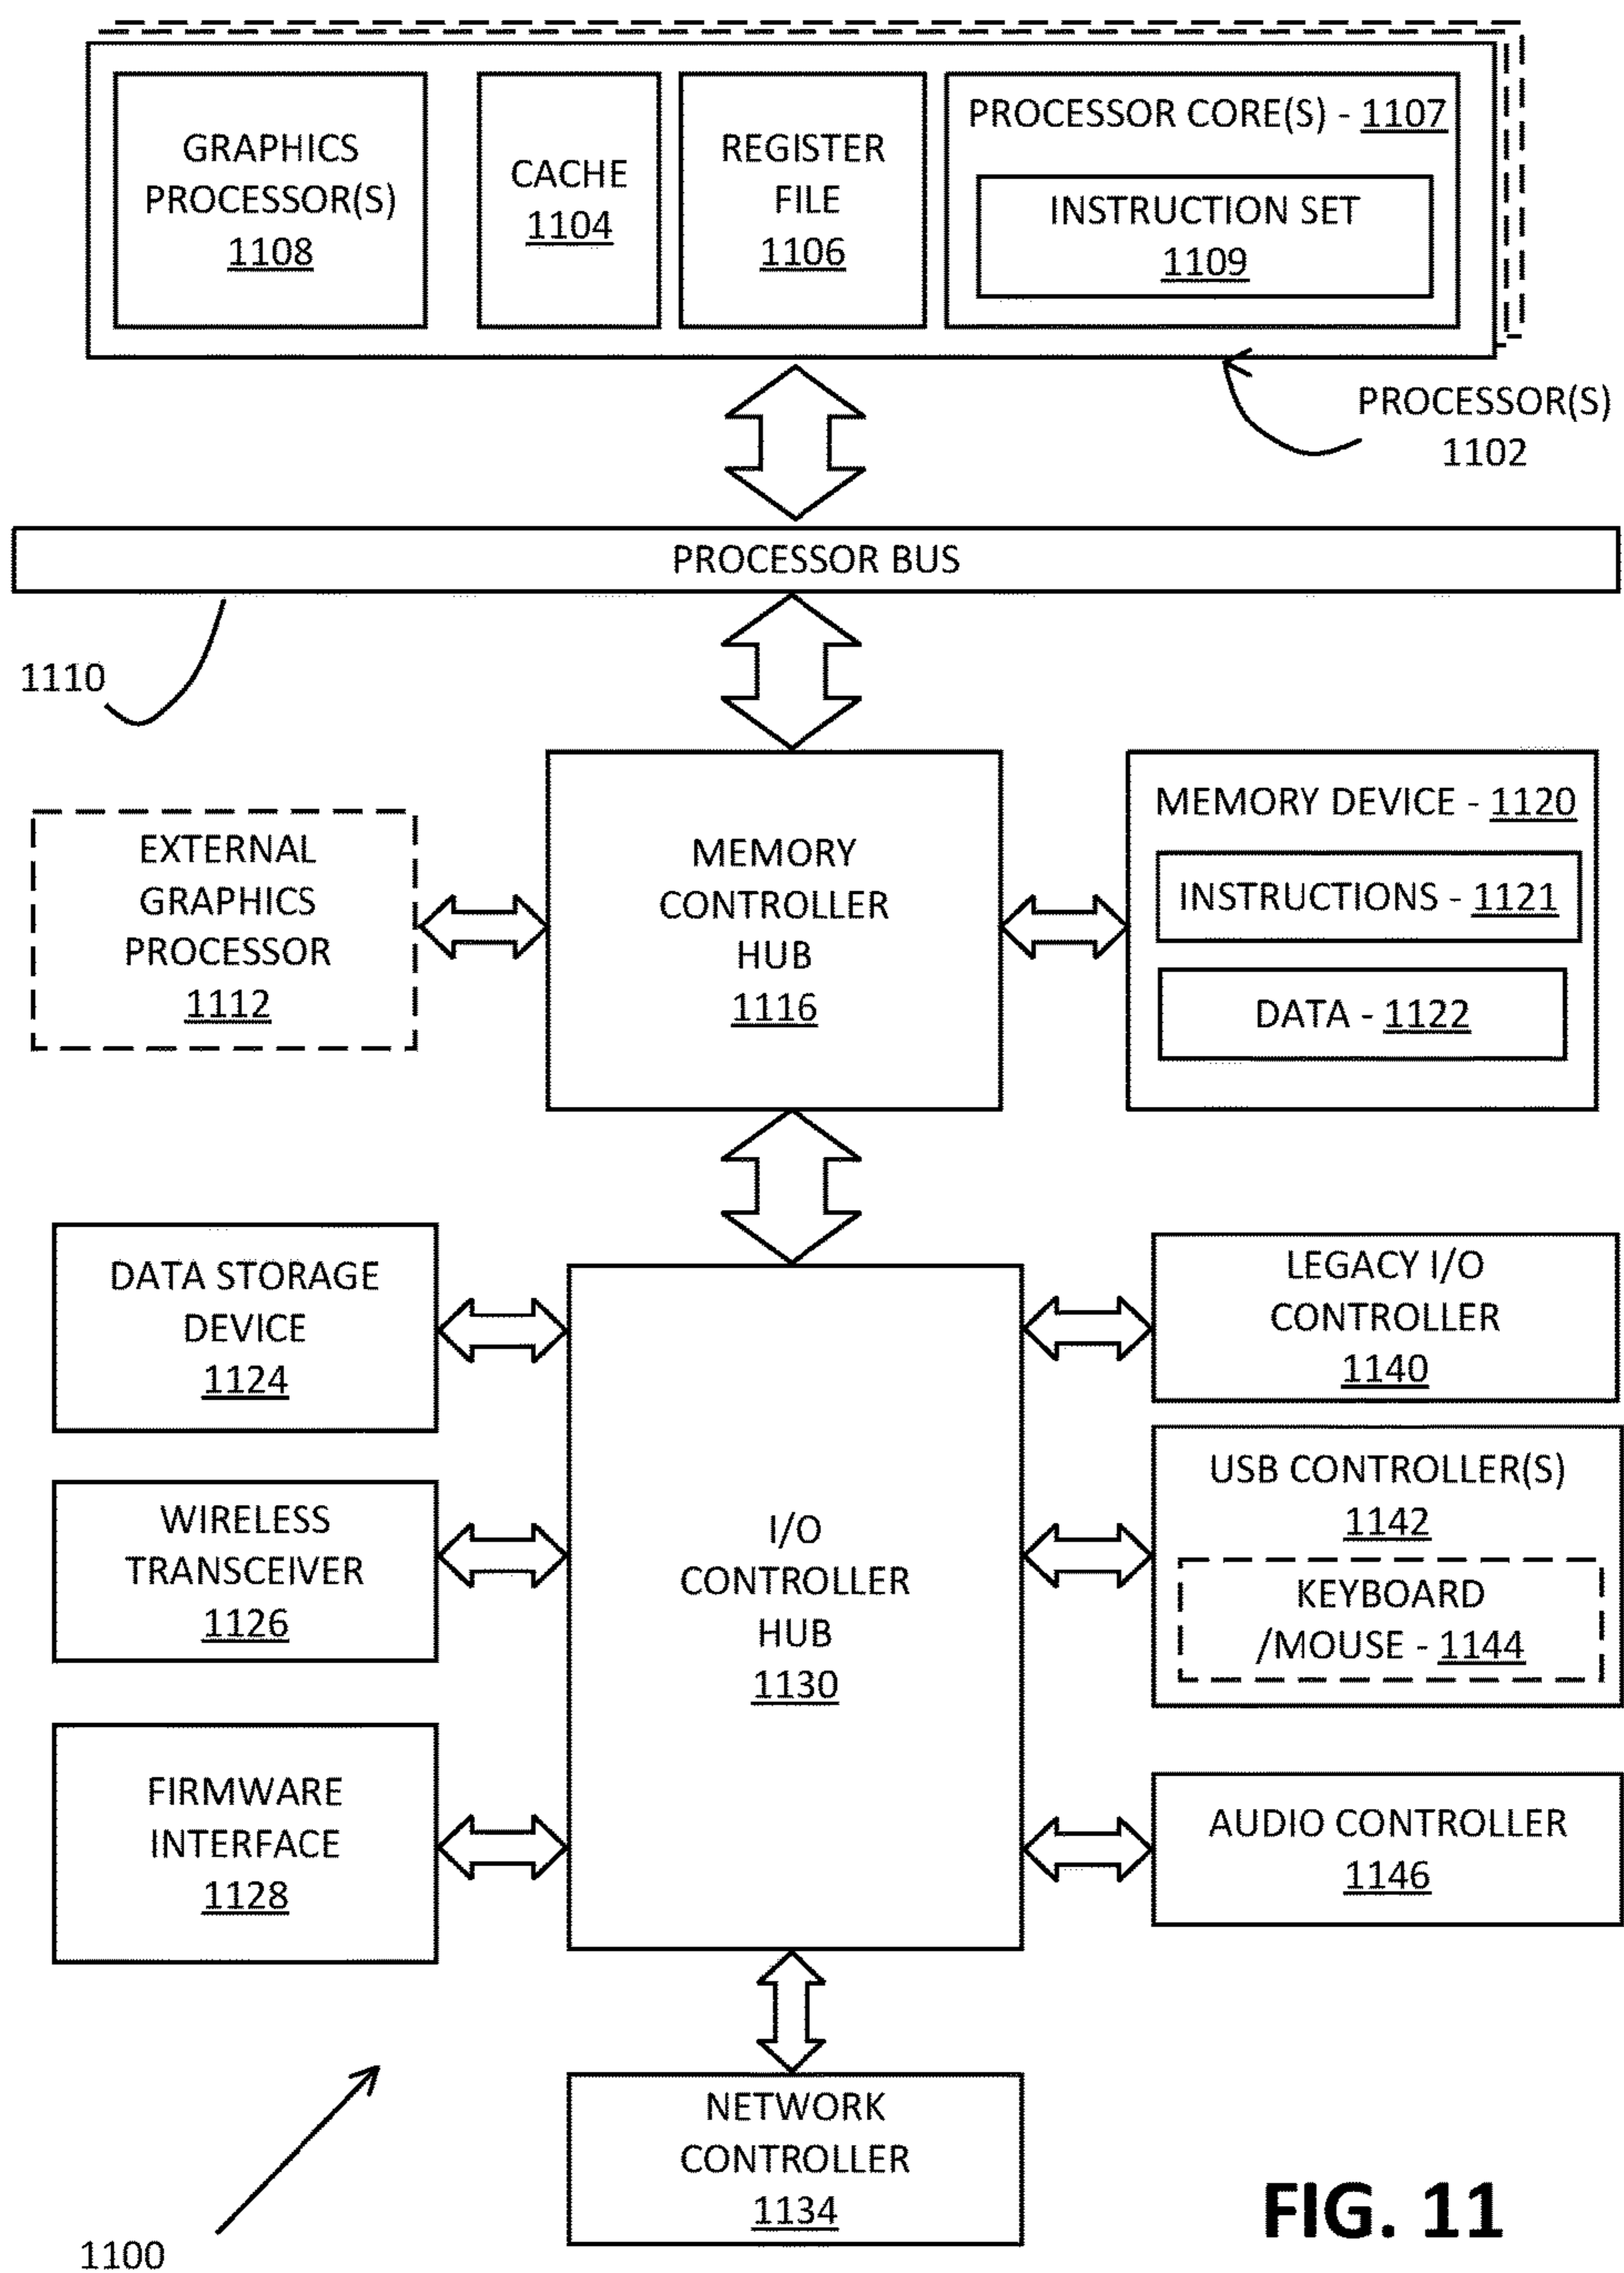 GRAPHICS
PROCESSOR(S)
1108
CACHE
1104
REGISTER
FILE
1106
PROCESSOR CORE(S) - 1107
INSTRUCTION SET
1109
PROCESSOR(S)
1102
PROCESSOR BUS
1110
EXTERNAL
GRAPHICS
PROCESSOR
1112
MEMORY
CONTROLLER
HUB
1116
MEMORY DEVICE - 1120
INSTRUCTIONS - 1121
DATA - 1122
DATA STORAGE
DEVICE
1124
WIRELESS
TRANSCEIVER
1126
FIRMWARE
INTERFACE
1128
I/O
CONTROLLER
HUB
1130
LEGACY I/O
CONTROLLER
1140
USB CONTROLLER(S)
1142
KEYBOARD
/MOUSE - 1144
AUDIO CONTROLLER
1146
NETWORK
CONTROLLER
1134
1100
FIG. 11